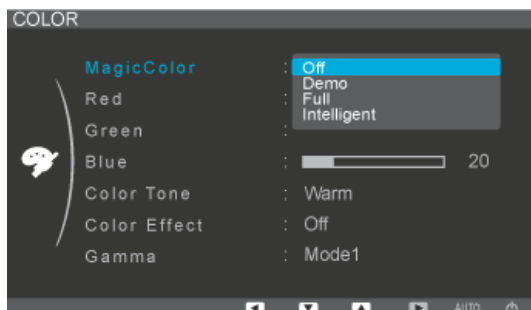 COLOR
MagicColor : Off
Demo
Red : Full
Intelligent
Green :
Blue : 20
Color Tone : Warm
Color Effect : Off
Gamma : Mode1
AUTO